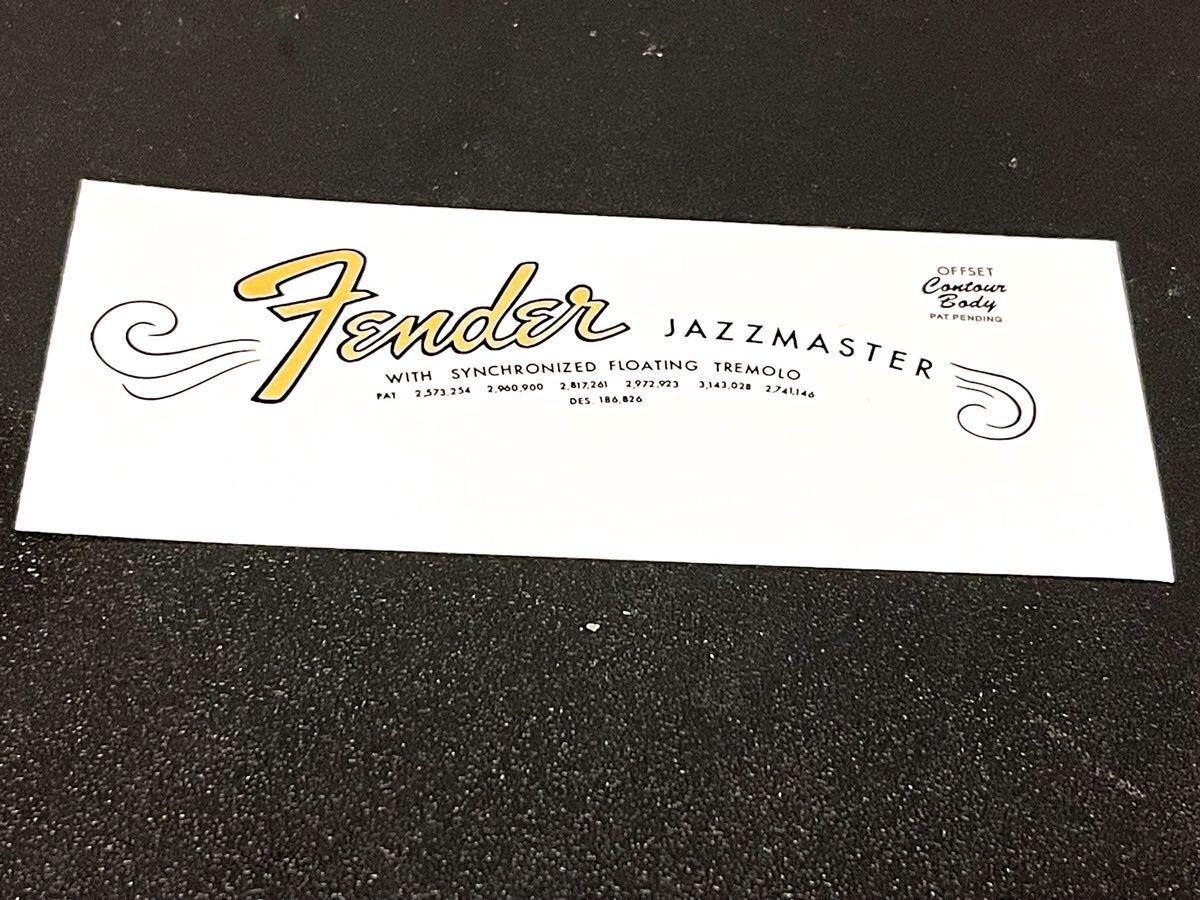 Fender JAZZMASTER
WITH SYNCHRONIZED FLOATING TREMOLO
PAT 2,573,254 2,960,900 2,817,261 2,972,923 3,143,028 2,741,146
DES. 186,826
OFFSET
Contour
Body
PAT PENDING